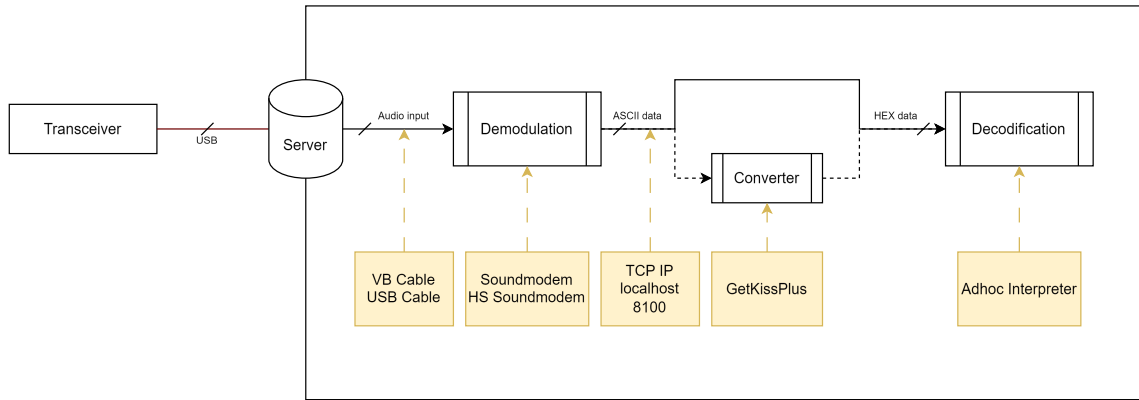 Transceiver
USB
Server
Audio input
Demodulation
ASCII data
Converter
HEX data
Decodification
VB Cable
USB Cable
Soundmodem
HS Soundmodem
TCP IP
localhost
8100
GetKissPlus
Adhoc Interpreter